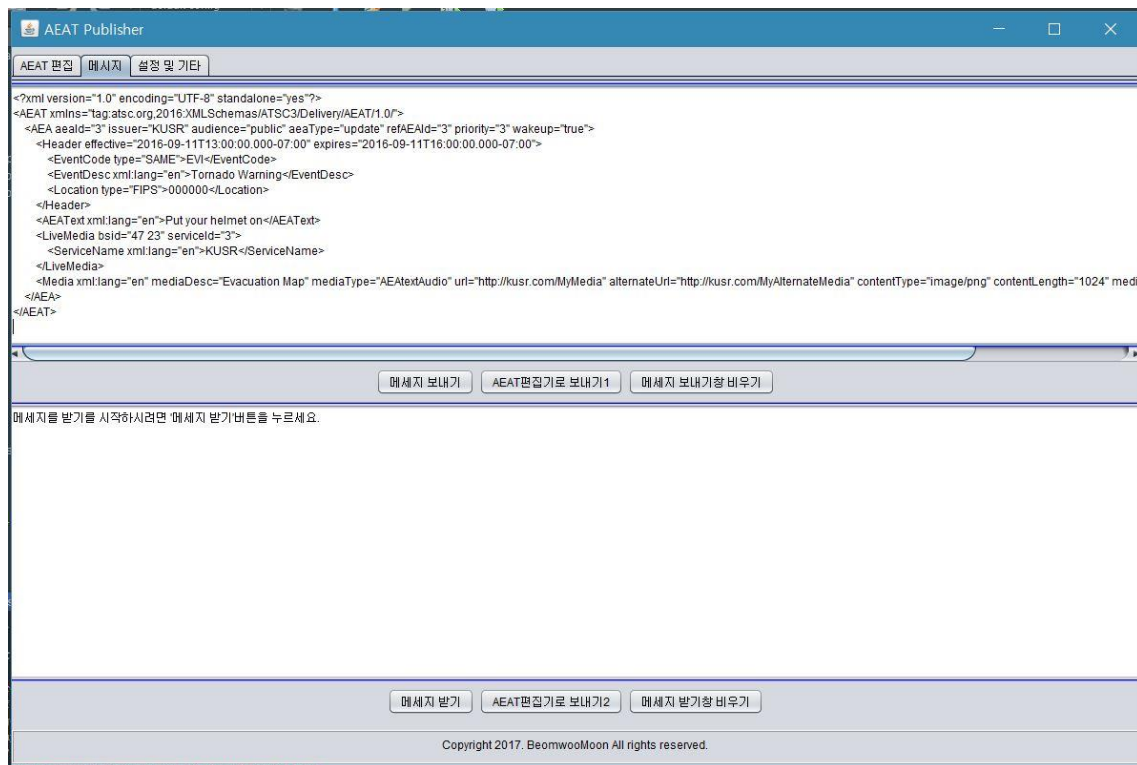 AEAT Publisher
AEAT 편집 메시지 설정 및 기타
<?xml version="1.0" encoding="UTF-8" standalone="yes"?>
<AEAT xmlns="tag:atsc.org,2016:XMLSchemas/ATSC3/Delivery/AEAT/1.0/">
<AEA aeaId="3" issuer="KUSR" audience="public" aeaType="update" refAEAId="3" priority="3" wakeup="true">
<Header effective="2016-09-11T13:00:00.000-07:00" expires="2016-09-11T16:00:00.000-07:00">
<EventCode type="SAME">EVI</EventCode>
<EventDesc xml:lang="en">Tornado Warning</EventDesc>
<Location type="FIPS">000000</Location>
</Header>
<AEAText xml:lang="en">Put your helmet on</AEAText>
<LiveMedia bsid="47 23" serviceId="3">
<ServiceName xml:lang="en">KUSR</ServiceName>
</LiveMedia>
<Media xml:lang="en" mediaDesc="Evacuation Map" mediaType="AEAtextAudio" url="http://kusr.com/MyMedia" alternateUrl="http://kusr.com/MyAlternateMedia" contentType="image/png" contentLength="1024" medi
</AEA>
</AEAT>
메세지 보내기 AEAT편집기로 보내기1 메세지 보내기창 비우기
메세지를 받기를 시작하시려면 '메세지 받기'버튼을 누르세요.
메세지 받기 AEAT편집기로 보내기2 메세지 받기창 비우기
Copyright 2017. BeomwooMoon All rights reserved.